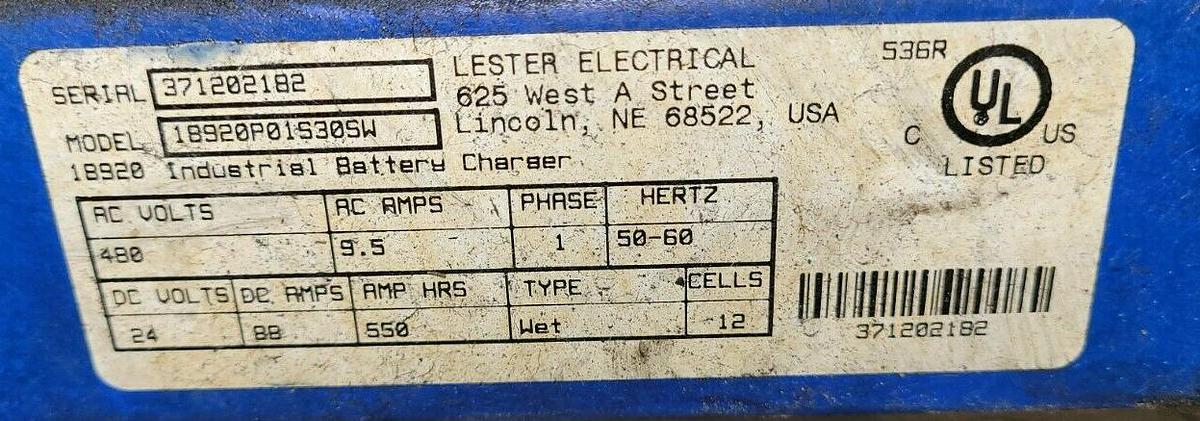 SERIAL 371202182
MODEL 18920P01S30SW
18920 Industrial Battery Charger
LESTER ELECTRICAL
625 West A Street
Lincoln, NE 68522, USA
536R
UL
C US
LISTED
AC VOLTS AC AMPS PHASE HERTZ
480 9.5 1 50-60
DC VOLTS DC AMPS AMP HRS TYPE CELLS
24 88 550 Wet 12
371202182